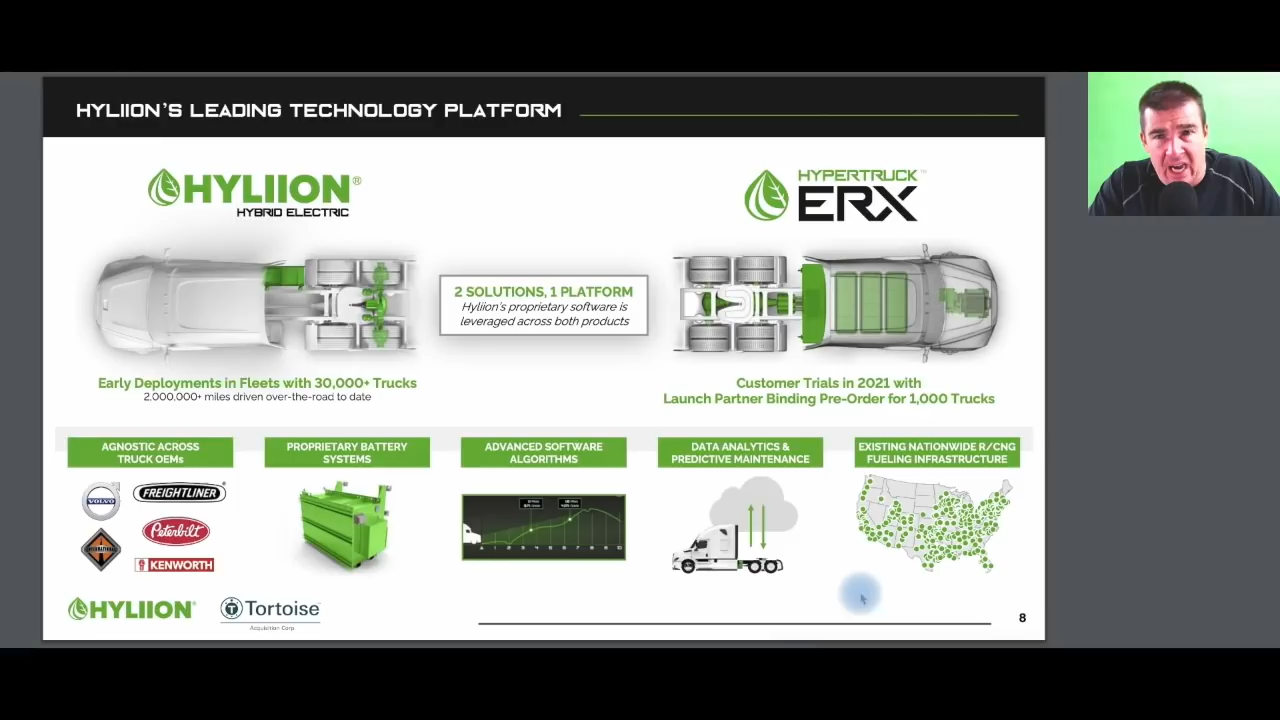 HYLIION'S LEADING TECHNOLOGY PLATFORM
HYLIION®
HYBRID ELECTRIC
HYPERTRUCK™
ERX
2 SOLUTIONS, 1 PLATFORM
Hyliion's proprietary software is
leveraged across both products
Early Deployments in Fleets with 30,000+ Trucks
2,000,000+ miles driven over-the-road to date
Customer Trials in 2021 with
Launch Partner Binding Pre-Order for 1,000 Trucks
AGNOSTIC ACROSS
TRUCK OEMs
PROPRIETARY BATTERY
SYSTEMS
ADVANCED SOFTWARE
ALGORITHMS
DATA ANALYTICS &
PREDICTIVE MAINTENANCE
EXISTING NATIONWIDE R/CNG
FUELING INFRASTRUCTURE
VOLVO
FREIGHTLINER
Peterbilt
INTERNATIONAL
KENWORTH
HYLIION
Tortoise
Acquisition Corp
8